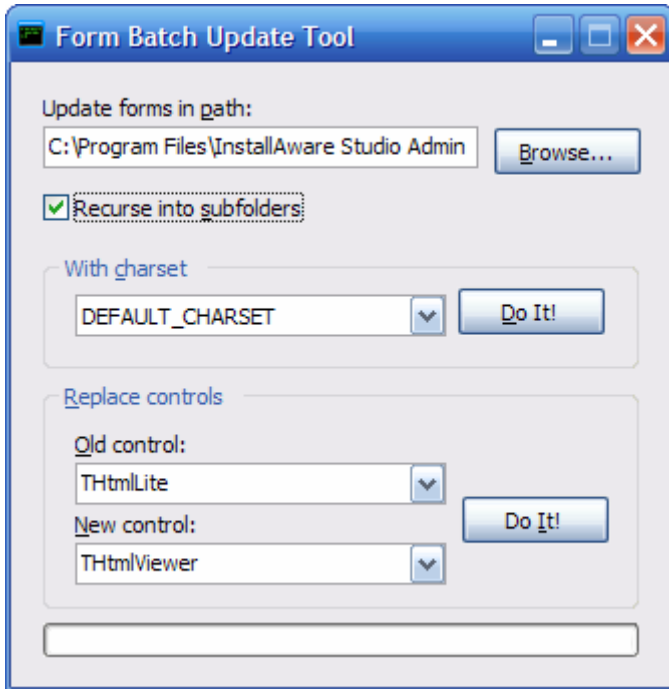 Form Batch Update Tool
Update forms in path:
C:\Program Files\InstallAware Studio Admin
Browse...
Recurse into subfolders
With charset
DEFAULT_CHARSET
Do It!
Replace controls
Old control:
THtmlLite
New control:
Do It!
THtmlViewer